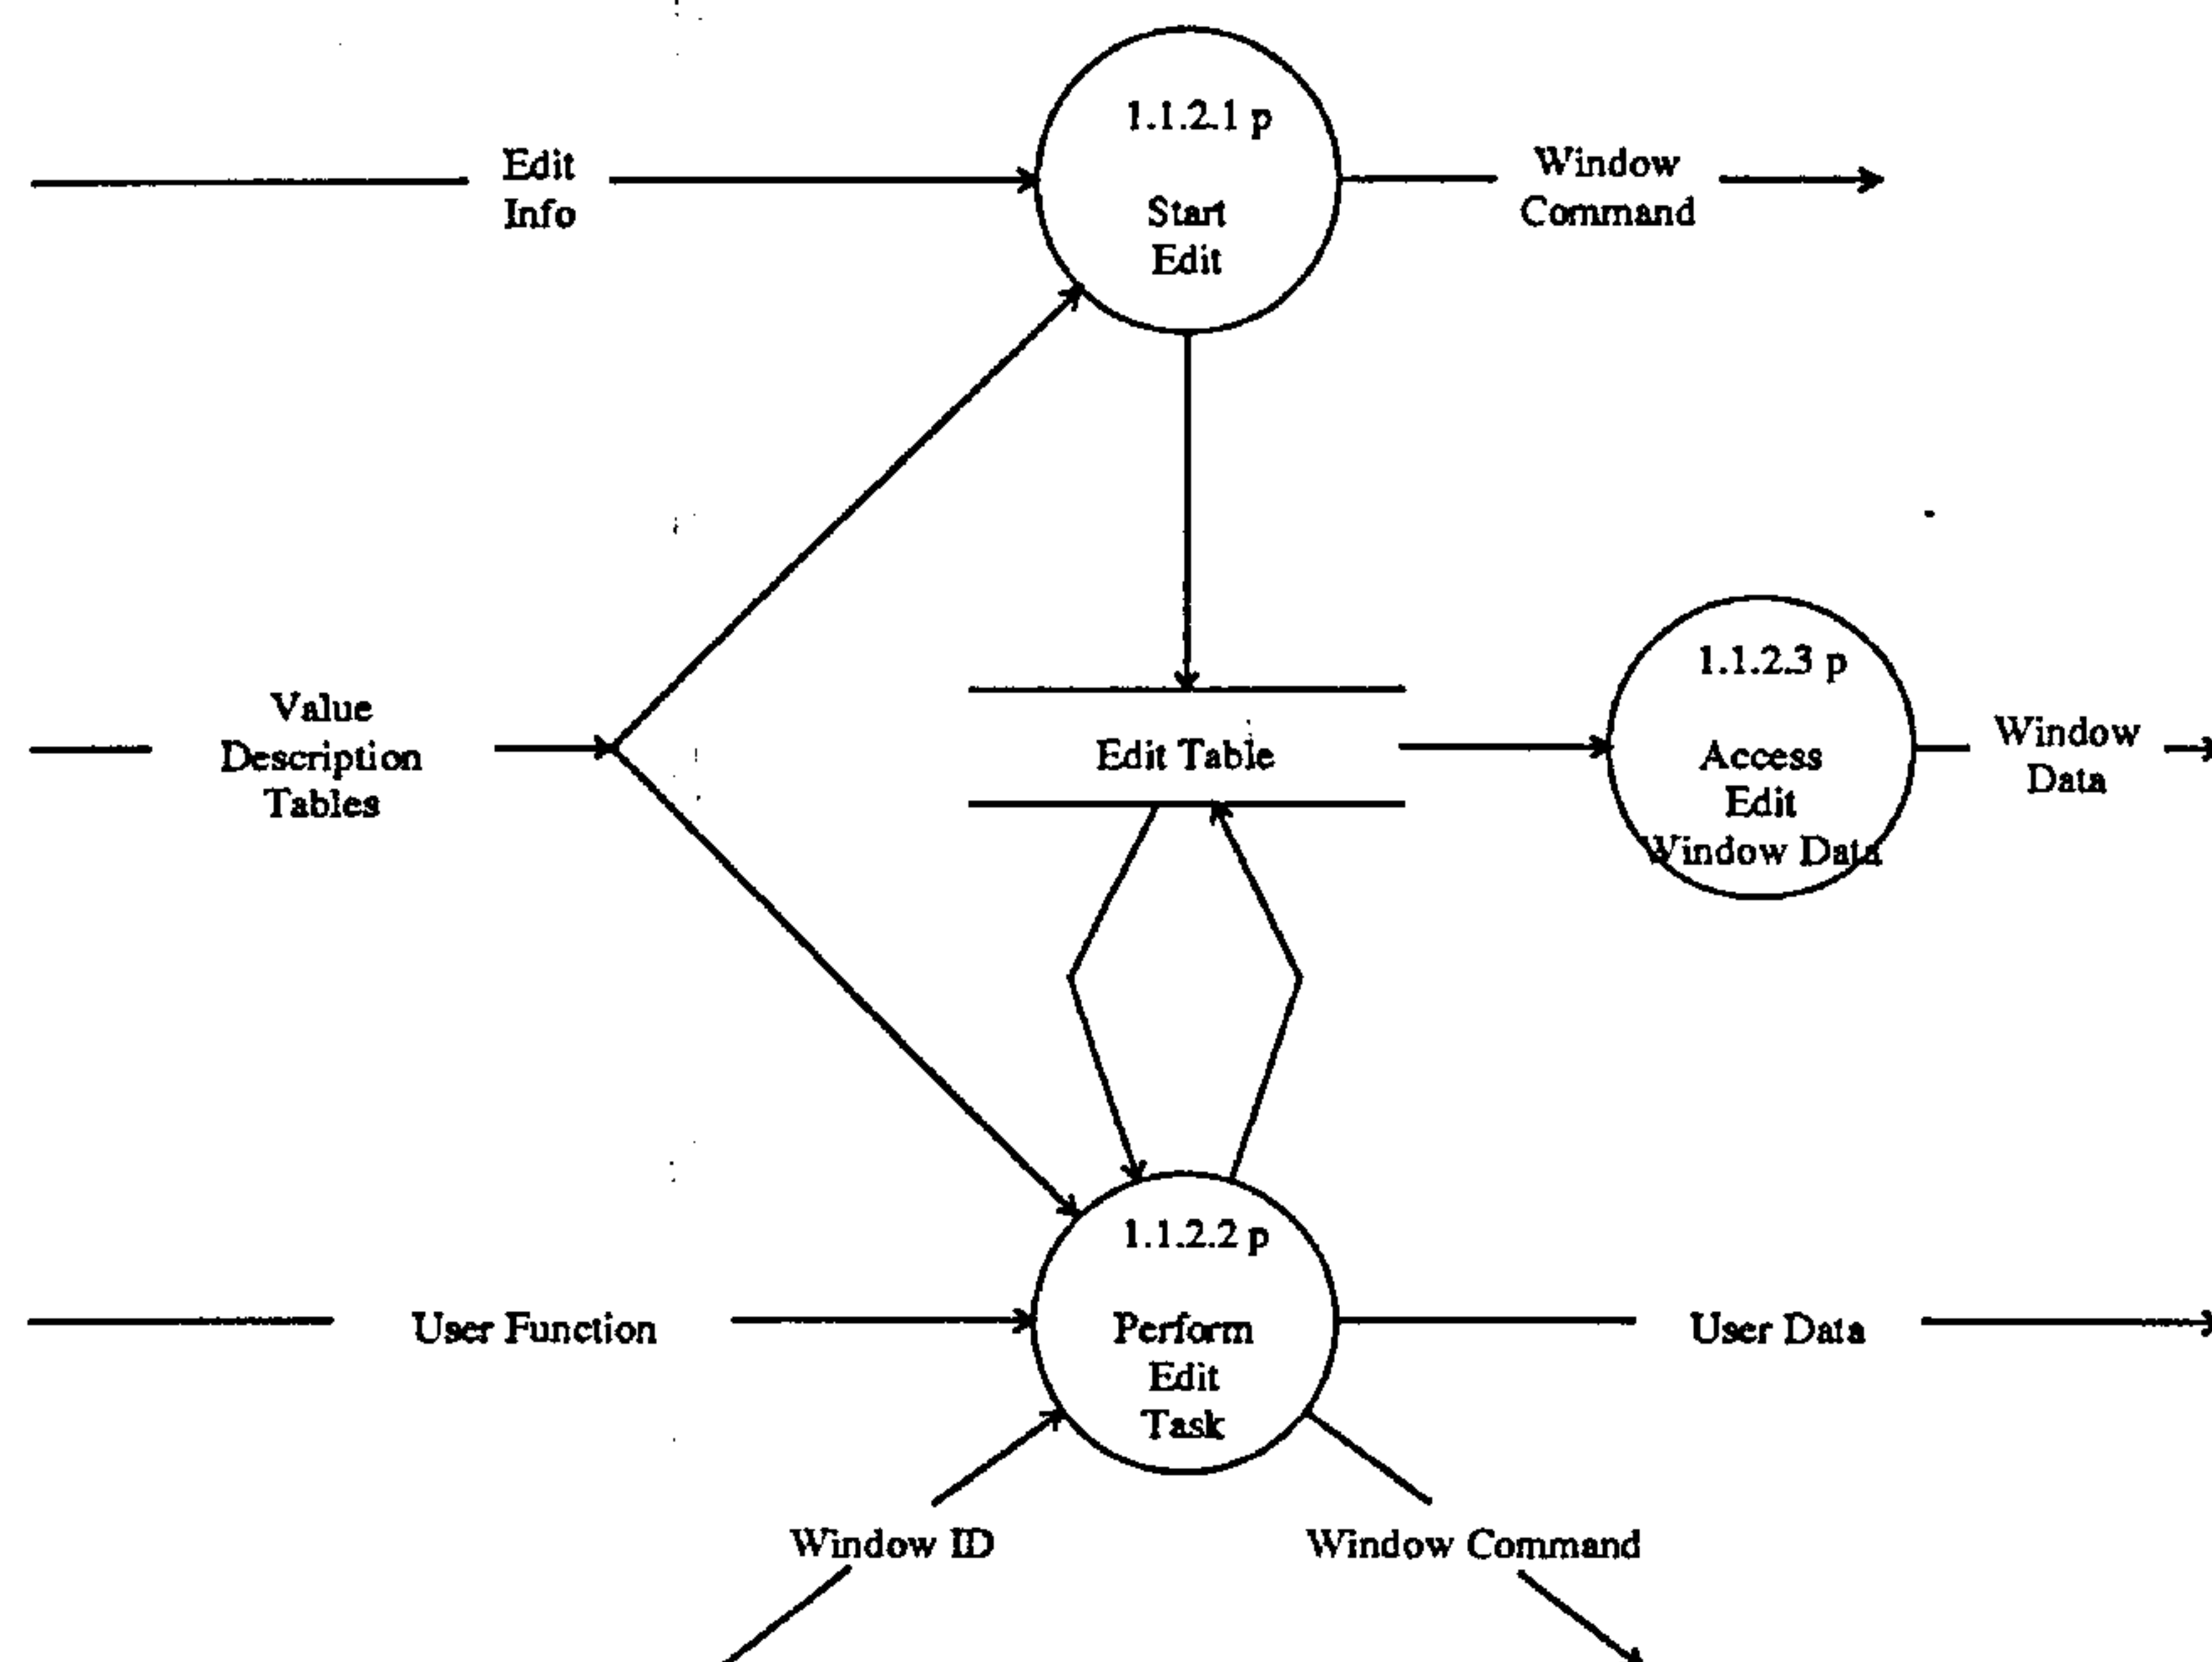 1.1.2.1 p
Start
Edit
Edit
Info
Window
Command
Value
Description
Tables
Edit Table
1.1.2.3 p
Access
Edit
Window Data
Window
Data
1.1.2.2 p
Perform
Edit
Task
User Function
User Data
Window ID
Window Command